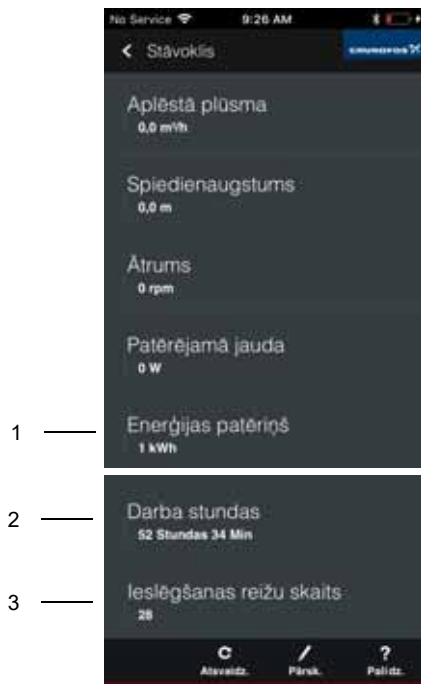 No Service 9:26 AM
Stāvoklis GRUNDFOS
Aplēstā plūsma
0,0 m³/h
Spiedienaugstums
0,0 m
Ātrums
0 rpm
Patērējamā jauda
0 W
1 Enerģijas patēriņš
1 kWh
2 Darba stundas
52 Stundas 34 Min
3 Ieslēgšanas reižu skaits
28
Atsvaidz. Pārsk. Palīdz.